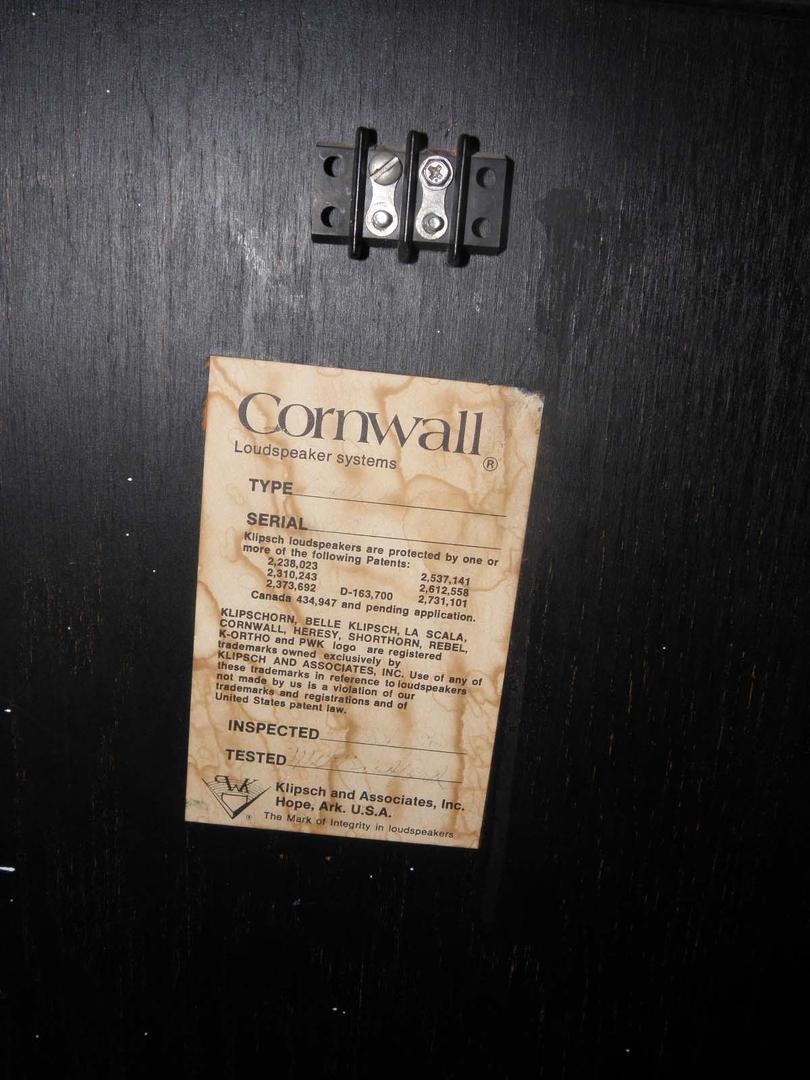 Cornwall
Loudspeaker systems ®
TYPE
SERIAL
Klipsch loudspeakers are protected by one or
more of the following Patents:
2,238,023 2,537,141
2,310,243 2,612,558
2,373,692 D-163,700 2,731,101
Canada 434,947 and pending application.
KLIPSCHORN, BELLE KLIPSCH, LA SCALA,
CORNWALL, HERESY, SHORTHORN, REBEL,
K-ORTHO and PWK logo are registered
trademarks owned exclusively by
KLIPSCH AND ASSOCIATES, INC. Use of any of
these trademarks in reference to loudspeakers
not made by us is a violation of our
trademarks and registrations and of
United States patent law.
INSPECTED
TESTED
PWK ®
Klipsch and Associates, Inc.
Hope, Ark. U.S.A.
The Mark of Integrity in loudspeakers